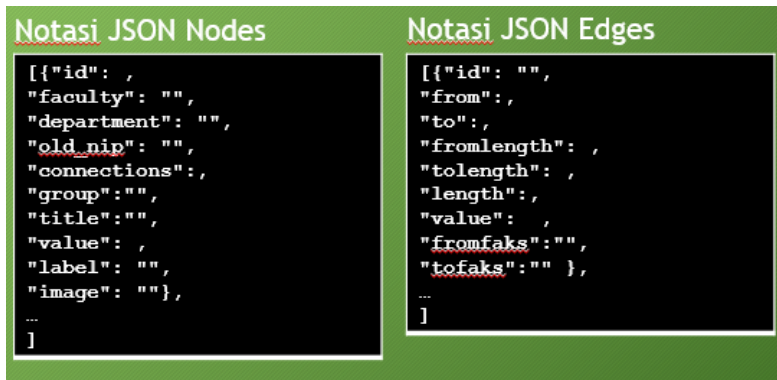 Notasi JSON Nodes
[{"id": ,
"faculty": "",
"department": "",
"old_nip": "",
"connections":,
"group":"",
"title":"",
"value": ,
"label": "",
"image": ""},
…
]
Notasi JSON Edges
[{"id": "",
"from":,
"to":,
"fromlength": ,
"tolength": ,
"length":,
"value":  ,
"fromfaks":"",
"tofaks":"" },
…
]